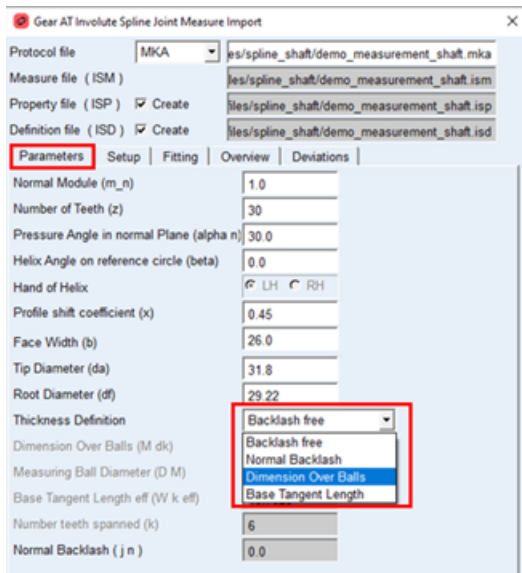 Gear AT Involute Spline Joint Measure Import
Protocol file MKA es/spline_shaft/demo_measurement_shaft.mka
Measure file ( ISM ) les/spline_shaft/demo_measurement_shaft.ism
Property file ( ISP ) Create files/spline_shaft/demo_measurement_shaft.isp
Definition file ( ISD ) Create files/spline_shaft/demo_measurement_shaft.isd
Parameters Setup Fitting Overview Deviations
Normal Module (m_n) 1.0
Number of Teeth (z) 30
Pressure Angle in normal Plane (alpha n) 30.0
Helix Angle on reference circle (beta) 0.0
Hand of Helix LH RH
Profile shift coefficient (x) 0.45
Face Width (b) 26.0
Tip Diameter (da) 31.8
Root Diameter (df) 29.22
Thickness Definition Backlash free
Backlash free
Dimension Over Balls (M dk) Normal Backlash
Measuring Ball Diameter (D M) Dimension Over Balls
Base Tangent Length eff (W k eff) Base Tangent Length
Number teeth spanned (k) 6
Normal Backlash ( j n ) 0.0